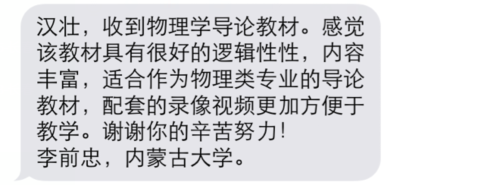 汉壮，收到物理学导论教材。感觉
该教材具有很好的逻辑性性，内容
丰富，适合作为物理类专业的导论
教材，配套的录像视频更加方便于
教学。谢谢你的辛苦努力！
李前忠，内蒙古大学。